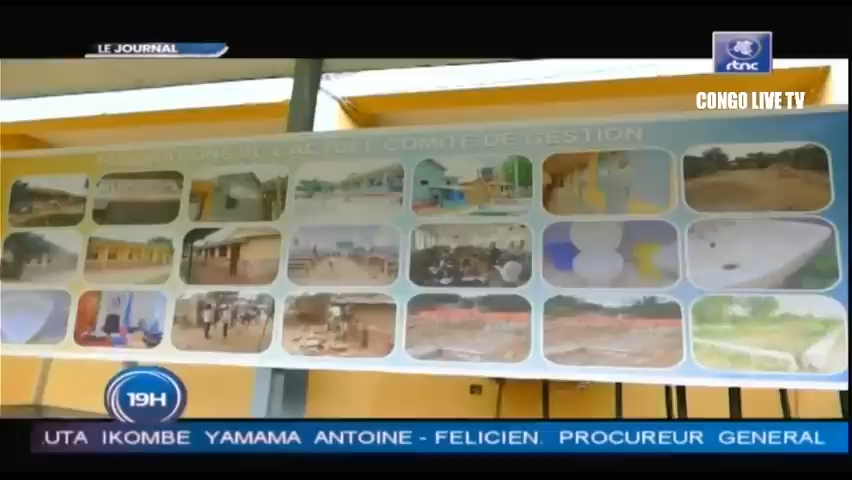 LE JOURNAL
rtnc
CONGO LIVE TV
COMITE DE GESTION
19H
.UTA IKOMBE YAMAMA ANTOINE - FELICIEN. PROCUREUR GENERAL